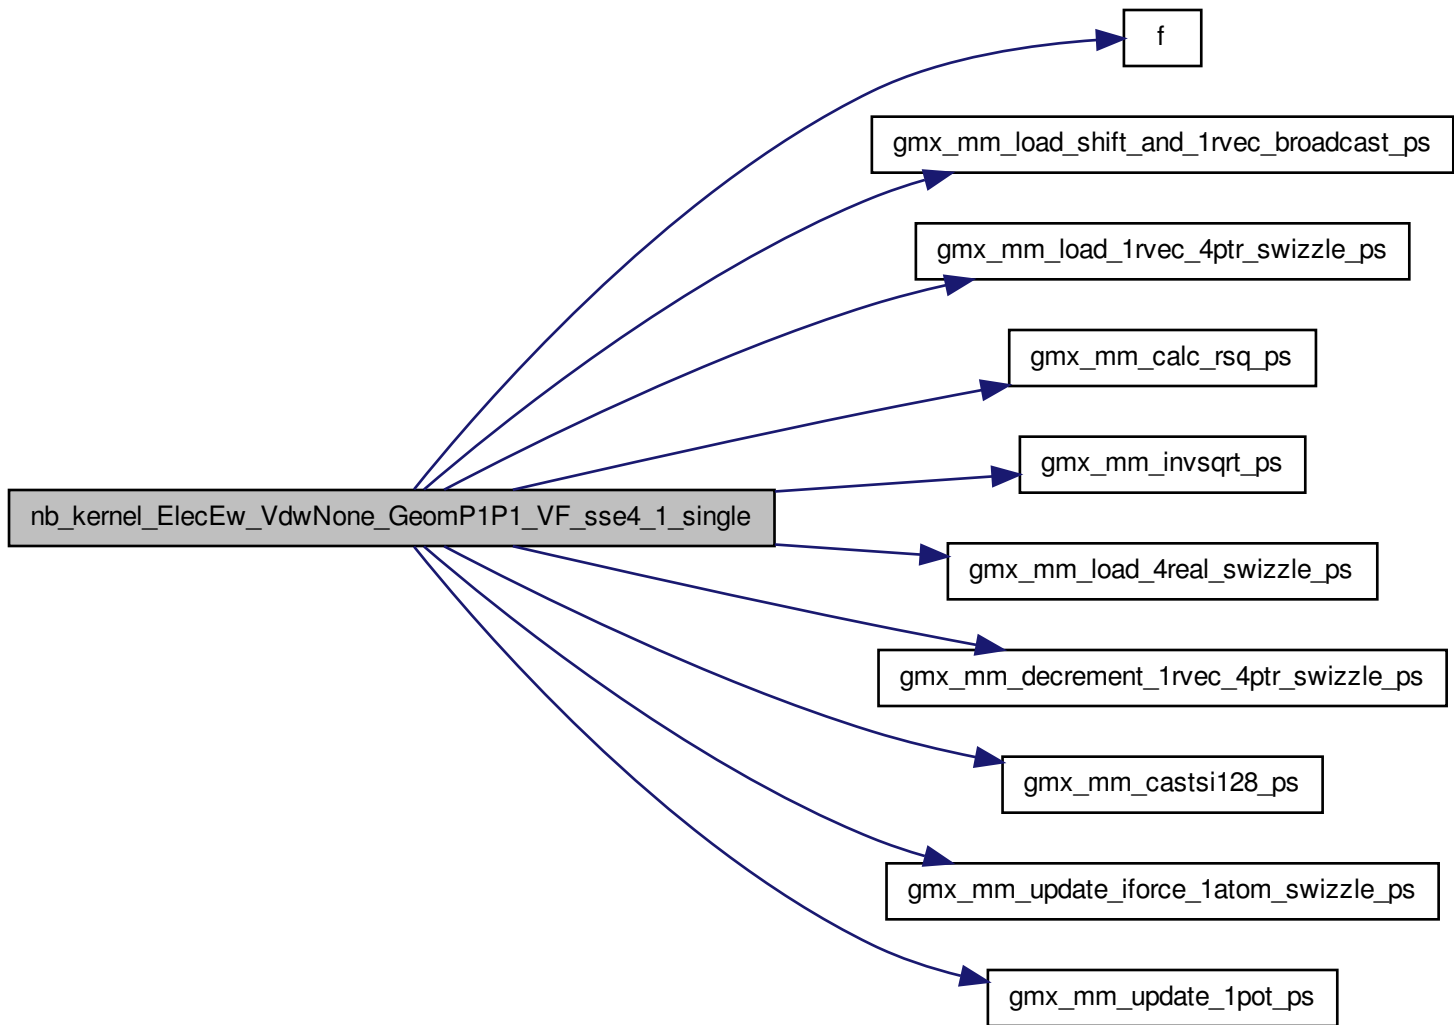 f
gmx_mm_load_shift_and_1rvec_broadcast_ps
gmx_mm_load_1rvec_4ptr_swizzle_ps
gmx_mm_calc_rsq_ps
gmx_mm_invsqrt_ps
nb_kernel_ElecEw_VdwNone_GeomP1P1_VF_sse4_1_single
gmx_mm_load_4real_swizzle_ps
gmx_mm_decrement_1rvec_4ptr_swizzle_ps
gmx_mm_castsi128_ps
gmx_mm_update_iforce_1atom_swizzle_ps
gmx_mm_update_1pot_ps